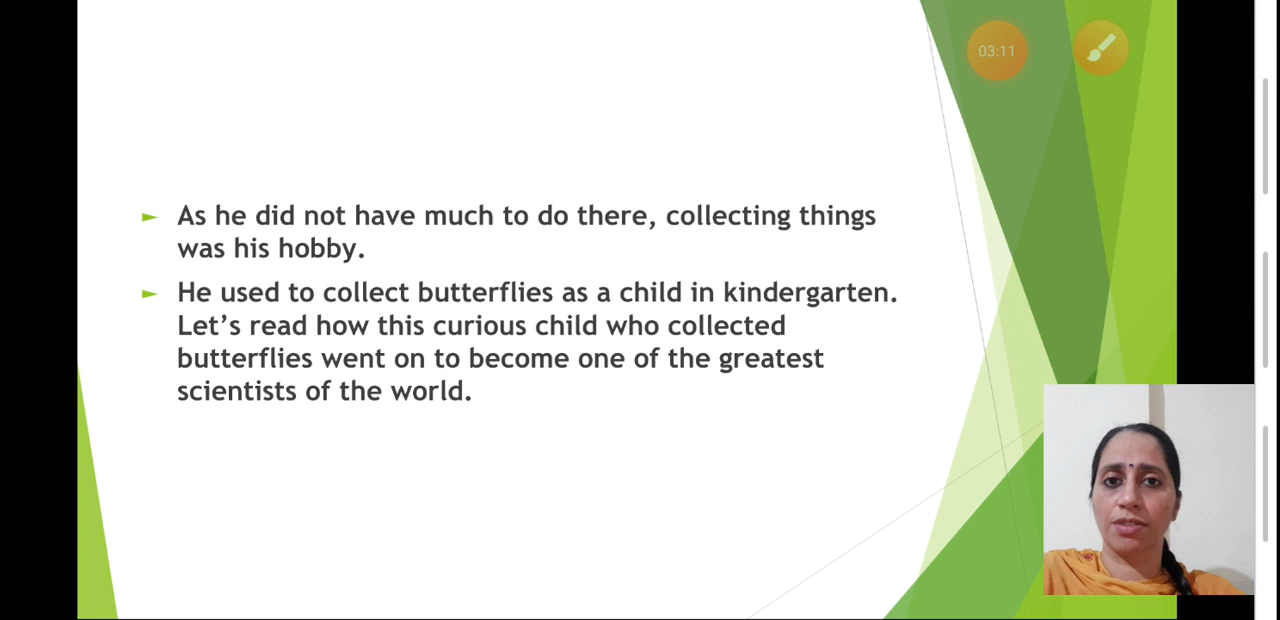 03:11
As he did not have much to do there, collecting things
was his hobby.
He used to collect butterflies as a child in kindergarten.
Let’s read how this curious child who collected
butterflies went on to become one of the greatest
scientists of the world.